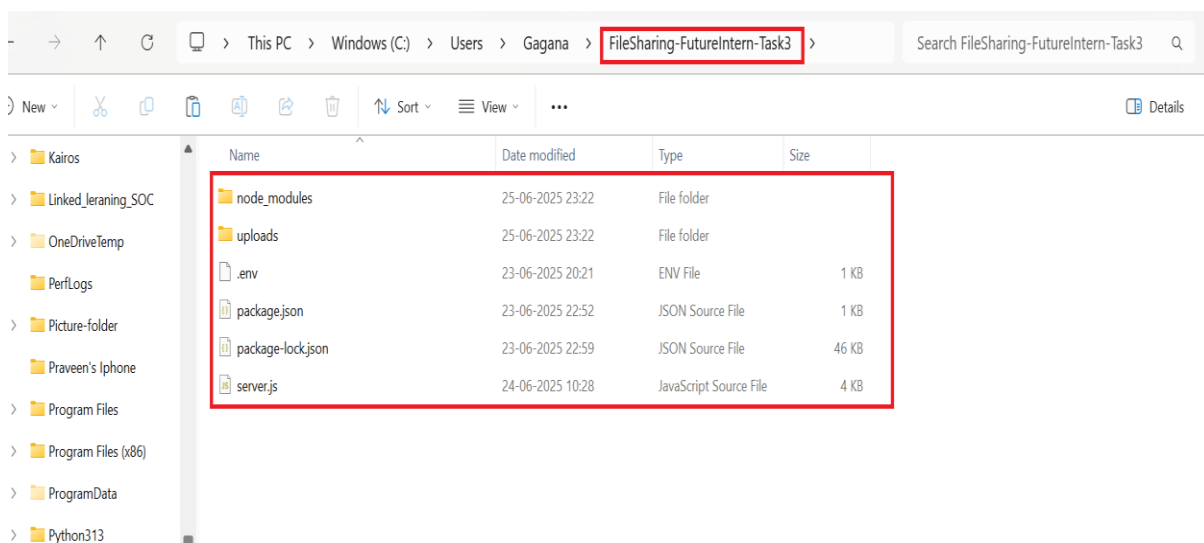 This PC > Windows (C:) > Users > Gagana > FileSharing-FutureIntern-Task3 > Search FileSharing-FutureIntern-Task3
New Sort View ... Details
Kairos
Linked_leraning_SOC
OneDriveTemp
PerfLogs
Picture-folder
Praveen's Iphone
Program Files
Program Files (x86)
ProgramData
Python313
Name Date modified Type Size
node_modules 25-06-2025 23:22 File folder
uploads 25-06-2025 23:22 File folder
.env 23-06-2025 20:21 ENV File 1 KB
package.json 23-06-2025 22:52 JSON Source File 1 KB
package-lock.json 23-06-2025 22:59 JSON Source File 46 KB
server.js 24-06-2025 10:28 JavaScript Source File 4 KB